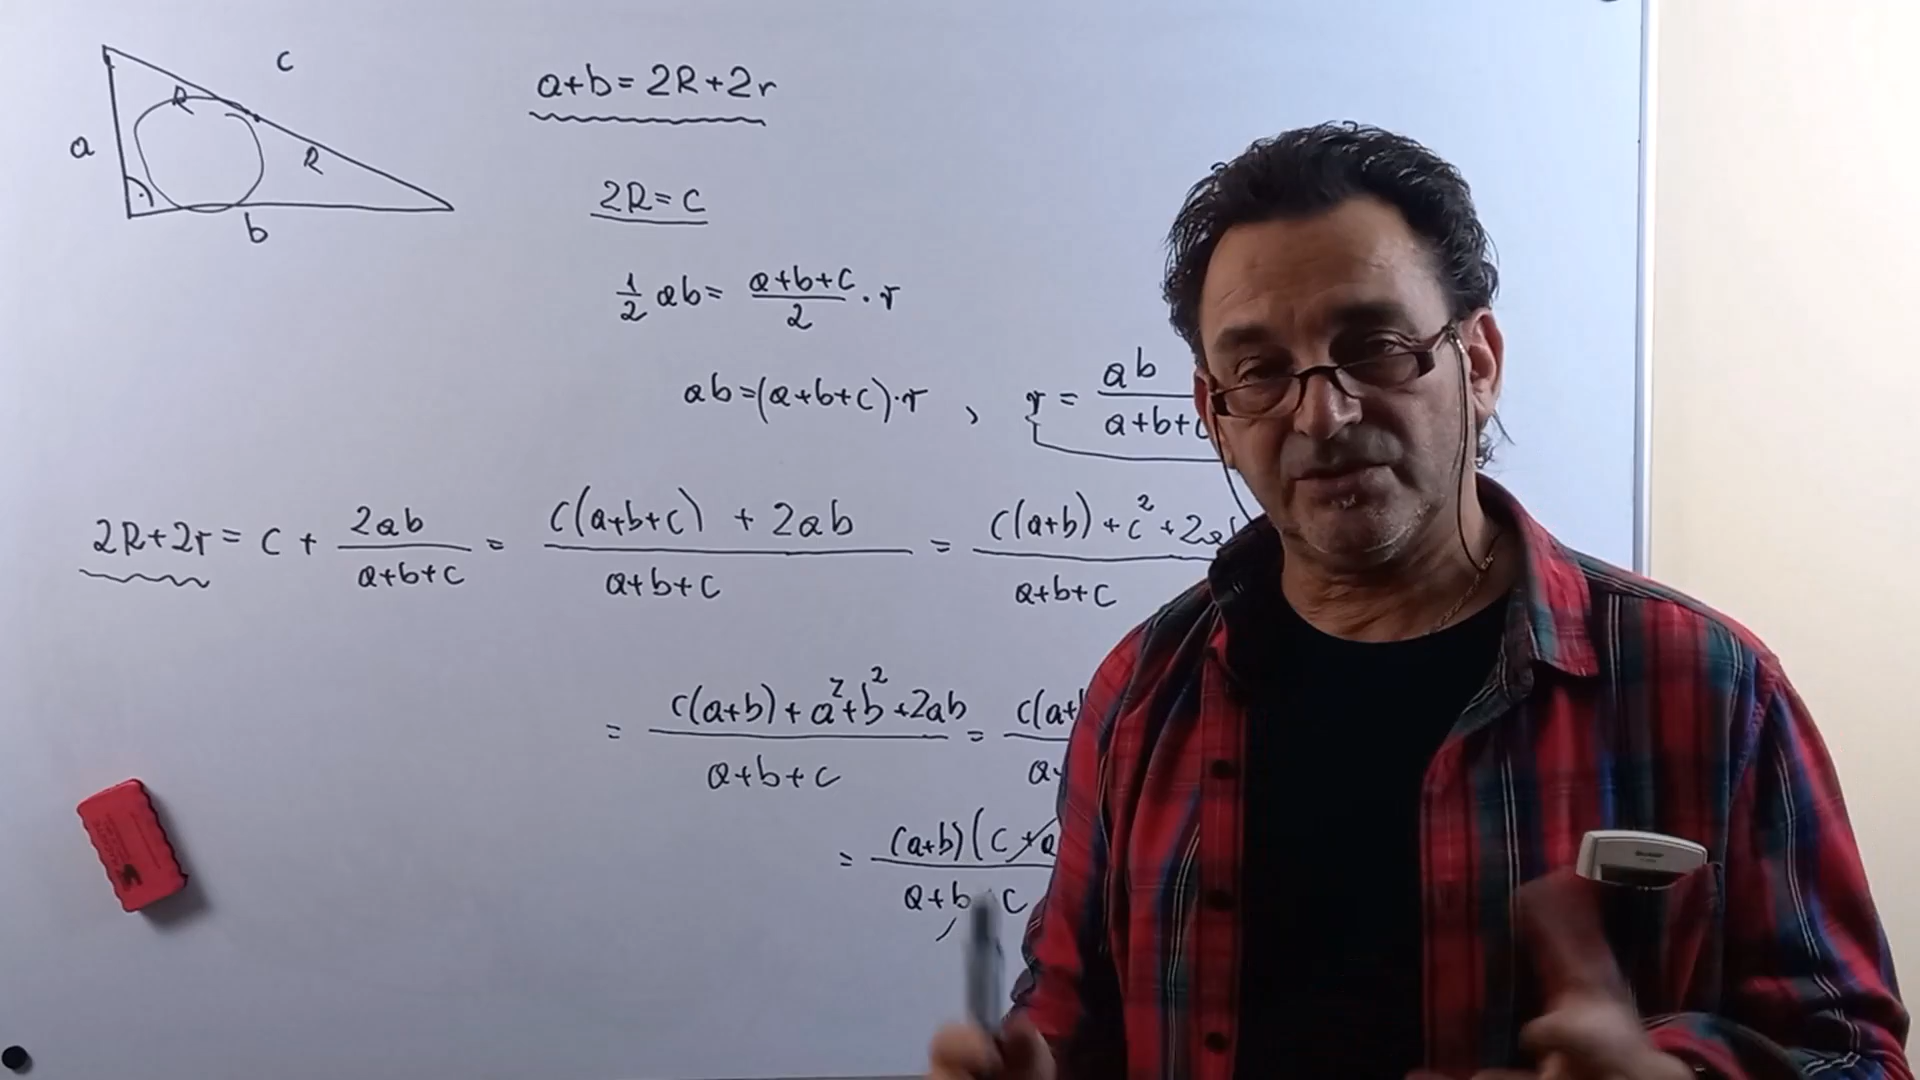 c
R
a
R
b
a+b=2R+2r
2R=c
1/2 ab= (a+b+c)/2 · r
ab=(a+b+c)·r , r = ab/(a+b+c
2R+2r= c + 2ab/(a+b+c) = (c(a+b+c) + 2ab)/(a+b+c) = (c(a+b)+c²+2a)/(a+b+c)
= (c(a+b)+a²+b²+2ab)/(a+b+c) = c(a+
= (a+b)(c+a / a+b+c